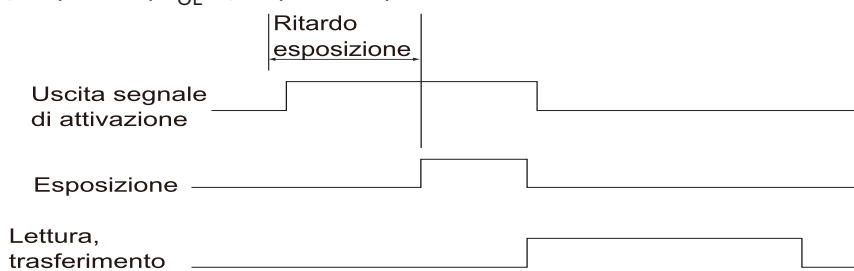 Ritardo
esposizione
Uscita segnale
di attivazione
Esposizione
Lettura,
trasferimento